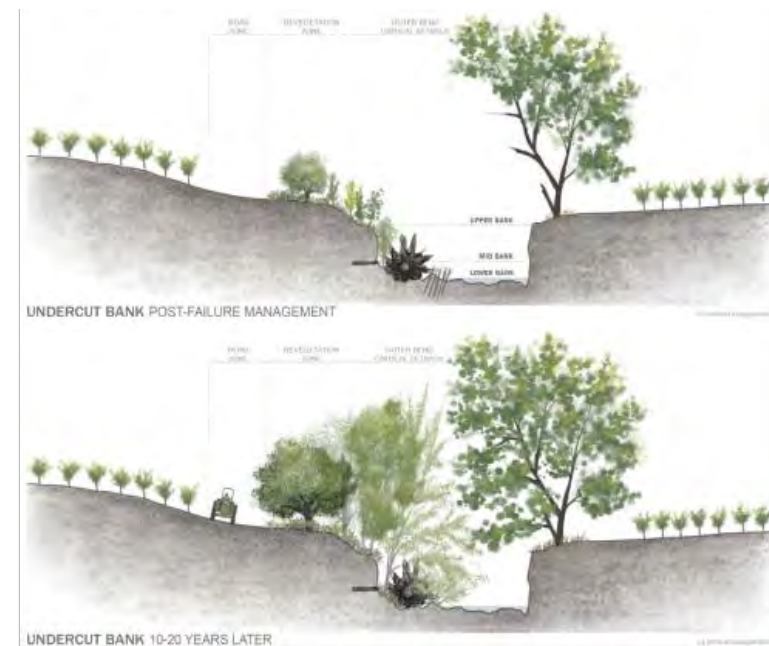 ROAD ZONE
REVEGETATION ZONE
OUTER BEND
UPPER BANK
MID BANK
LOWER BANK
UNDERCUT BANK POST-FAILURE MANAGEMENT
ROAD ZONE
REVEGETATION ZONE
OUTER BEND
UNDERCUT BANK 10-20 YEARS LATER